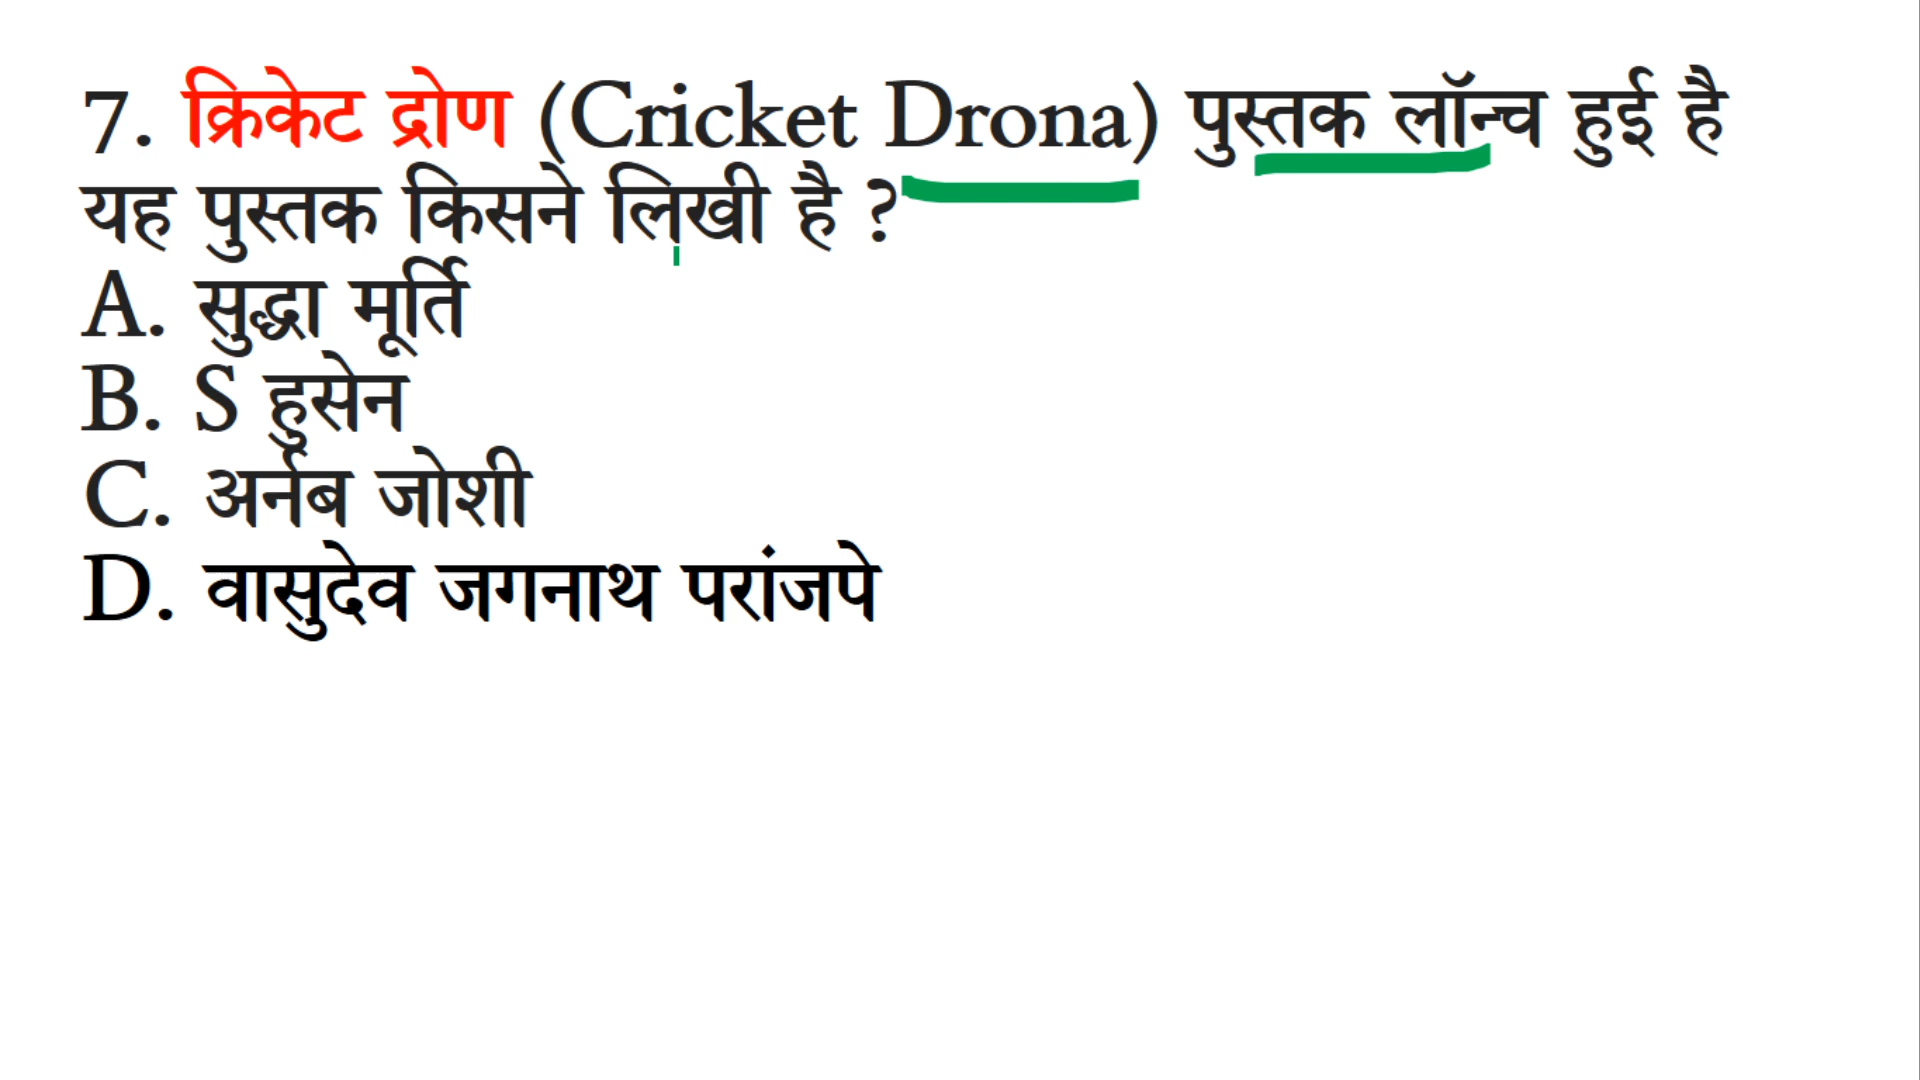 7. क्रिकेट द्रोण (Cricket Drona) पुस्तक लॉन्च हुई है
यह पुस्तक किसने लिखी है ?
A. सुद्धा मूर्ति
B. S हुसेन
C. अर्नब जोशी
D. वासुदेव जगनाथ परांजपे